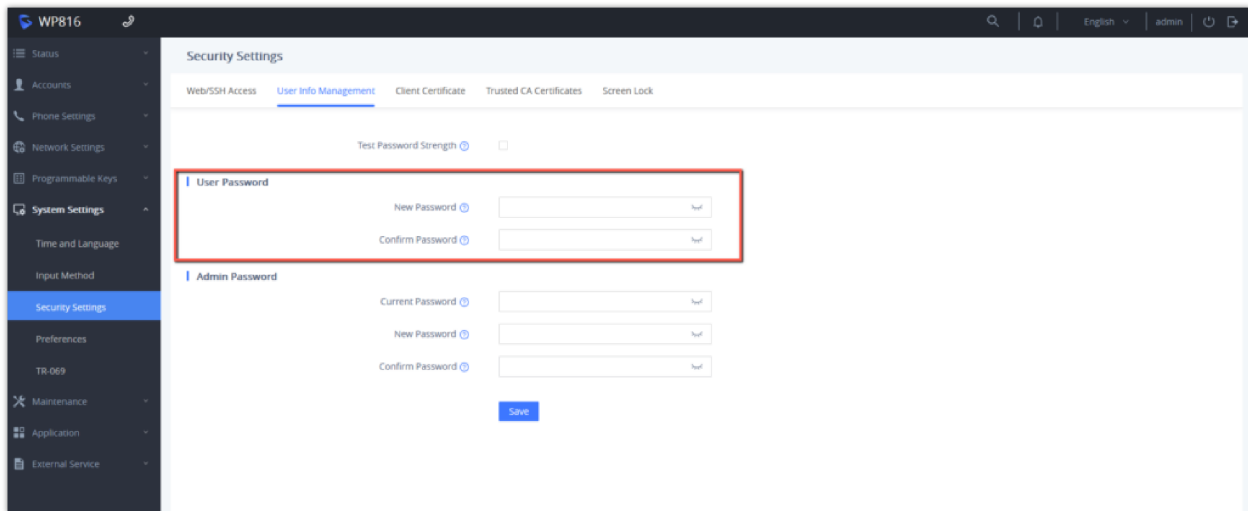 WP816
English
admin
Status
Accounts
Phone Settings
Network Settings
Programmable Keys
System Settings
Time and Language
Input Method
Security Settings
Preferences
TR-069
Maintenance
Application
External Service
Security Settings
Web/SSH Access User Info Management Client Certificate Trusted CA Certificates Screen Lock
Test Password Strength
User Password
New Password
Confirm Password
Admin Password
Current Password
New Password
Confirm Password
Save